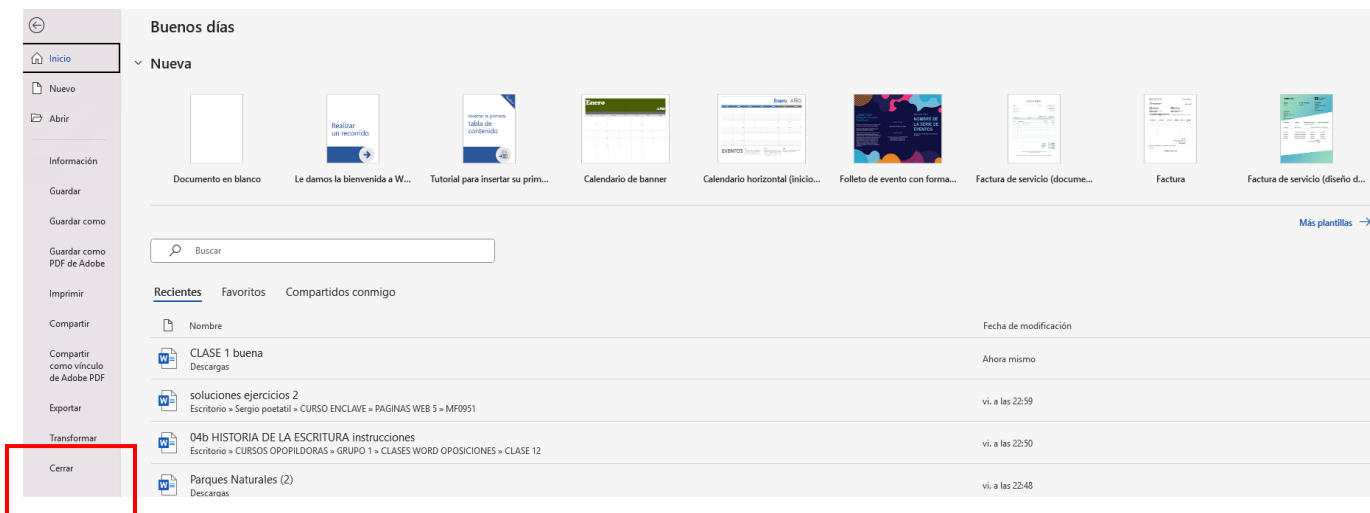 Buenos días
Inicio
Nuevo
Abrir
Información
Guardar
Guardar como
Guardar como
PDF de Adobe
Imprimir
Compartir
Compartir
como vínculo
de Adobe PDF
Exportar
Transformar
Cerrar
Nueva
Realizar
un recorrido
Insertar la primera
tabla de
contenido
Enero
Enero AÑO
EVENTOS
NOMBRE DE
LA SERIE DE
EVENTOS
Documento en blanco
Le damos la bienvenida a W...
Tutorial para insertar su prim...
Calendario de banner
Calendario horizontal (inicio...
Folleto de evento con forma...
Factura de servicio (docume...
Factura
Factura de servicio (diseño d...
Más plantillas
Buscar
Recientes Favoritos Compartidos conmigo
Nombre Fecha de modificación
CLASE 1 buena
Descargas
Ahora mismo
soluciones ejercicios 2
Escritorio » Sergio poetatil » CURSO ENCLAVE » PAGINAS WEB 5 » MF0951
vi. a las 22:59
04b HISTORIA DE LA ESCRITURA instrucciones
Escritorio » CURSOS OPOPILDORAS » GRUPO 1 » CLASES WORD OPOSICIONES » CLASE 12
vi. a las 22:50
Parques Naturales (2)
Descargas
vi. a las 22:48